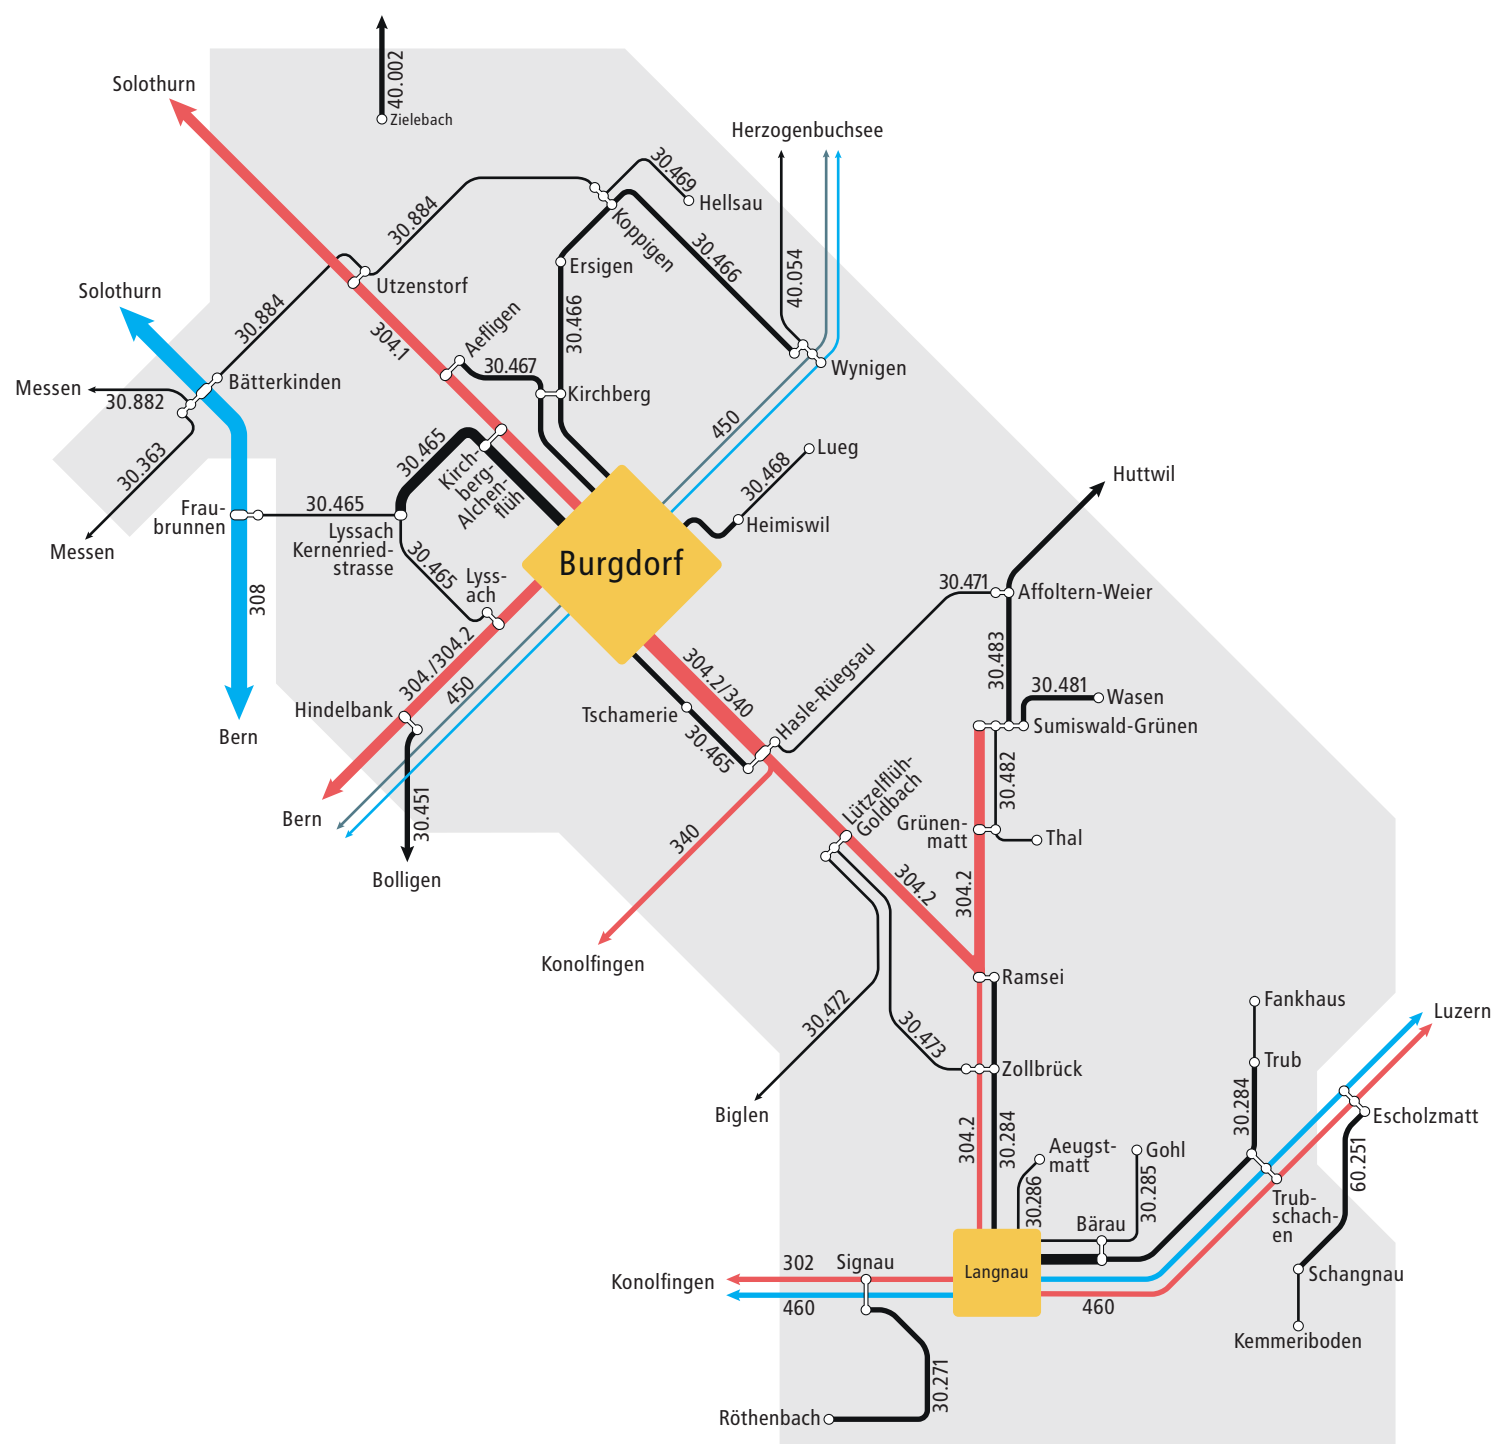 40.002
Solothurn
Zielebach
Herzogenbuchsee
30.469
Hellsau
30.884
Koppigen
30.466
40.054
Ersigen
Utzenstorf
Solothurn
30.884
304.1
Aefligen
30.466
30.467
Wynigen
Messen
Bätterkinden
Kirchberg
30.882
450
30.363
30.465
Kirch-
berg-
Alchen-
flüh
Lueg
30.468
Huttwil
Frau-
brunnen
30.465
Lyssach
Kernenried-
strasse
Heimiswil
Messen
Burgdorf
30.465
Lyss-
ach
308
30.471
Affoltern-Weier
304./304.2
450
304.2/340
Hasle-Rüegsau
30.483
30.481
Wasen
Hindelbank
Tschamerie
Sumiswald-Grünen
Bern
30.465
30.482
Lützelflüh-
Goldbach
Bern
30.451
340
Grünen-
matt
Thal
Bolligen
304.2
304.2
Konolfingen
Ramsei
30.472
30.473
Fankhaus
Luzern
Zollbrück
Trub
Biglen
304.2
30.284
30.284
Escholzmatt
Aeugst-
matt
Gohl
30.286
30.285
60.251
Bärau
Trub-
schach-
en
302
Signau
Langnau
Konolfingen
Schangnau
460
460
Kemmeriboden
30.271
Röthenbach